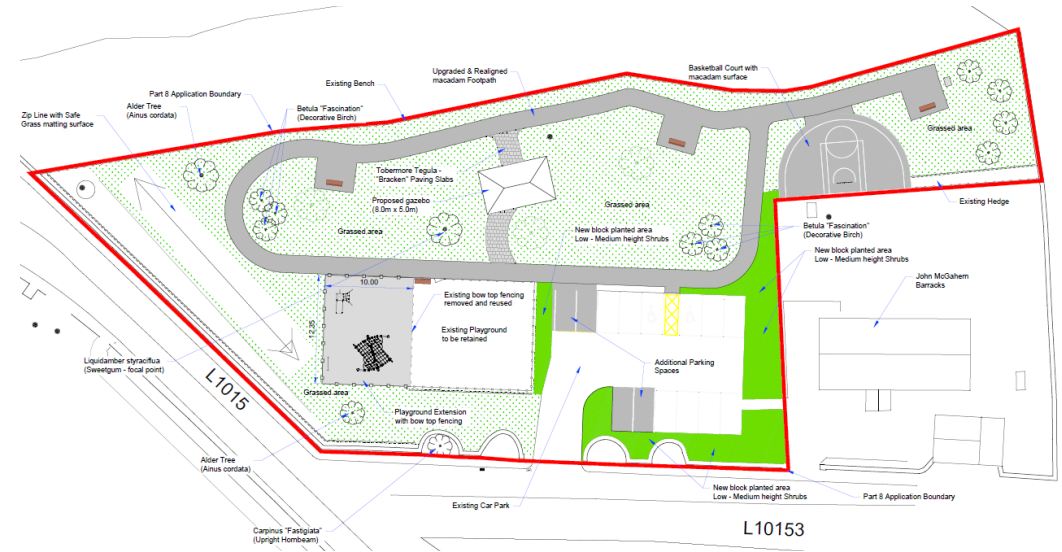 Part 8 Application Boundary
Existing Bench
Upgraded & Realigned
macadam Footpath
Basketball Court with
macadam surface
Alder Tree
(Ainus cordata)
Betula "Fascination"
(Decorative Birch)
Zip Line with Safe
Grass matting surface
Grassed area
Tobermore Tegula -
"Bracken" Paving Slabs
Proposed gazebo
(8.0m x 5.0m)
Grassed area
Grassed area
Existing Hedge
New block planted area
Low - Medium height Shrubs
Betula "Fascination"
(Decorative Birch)
New block planted area
Low - Medium height Shrubs
John McGahern
Barracks
10.00
12.35
Existing bow top fencing
removed and reused
Existing Playground
to be retained
Additional Parking
Spaces
Liquidamber styraciflua
(Sweetgum - focal point)
L1015
Grassed area
Playground Extension
with bow top fencing
Alder Tree
(Ainus cordata)
New block planted area
Low - Medium height Shrubs
Part 8 Application Boundary
Existing Car Park
Carpinus "Fastigiata"
(Upright Hornbeam)
L10153